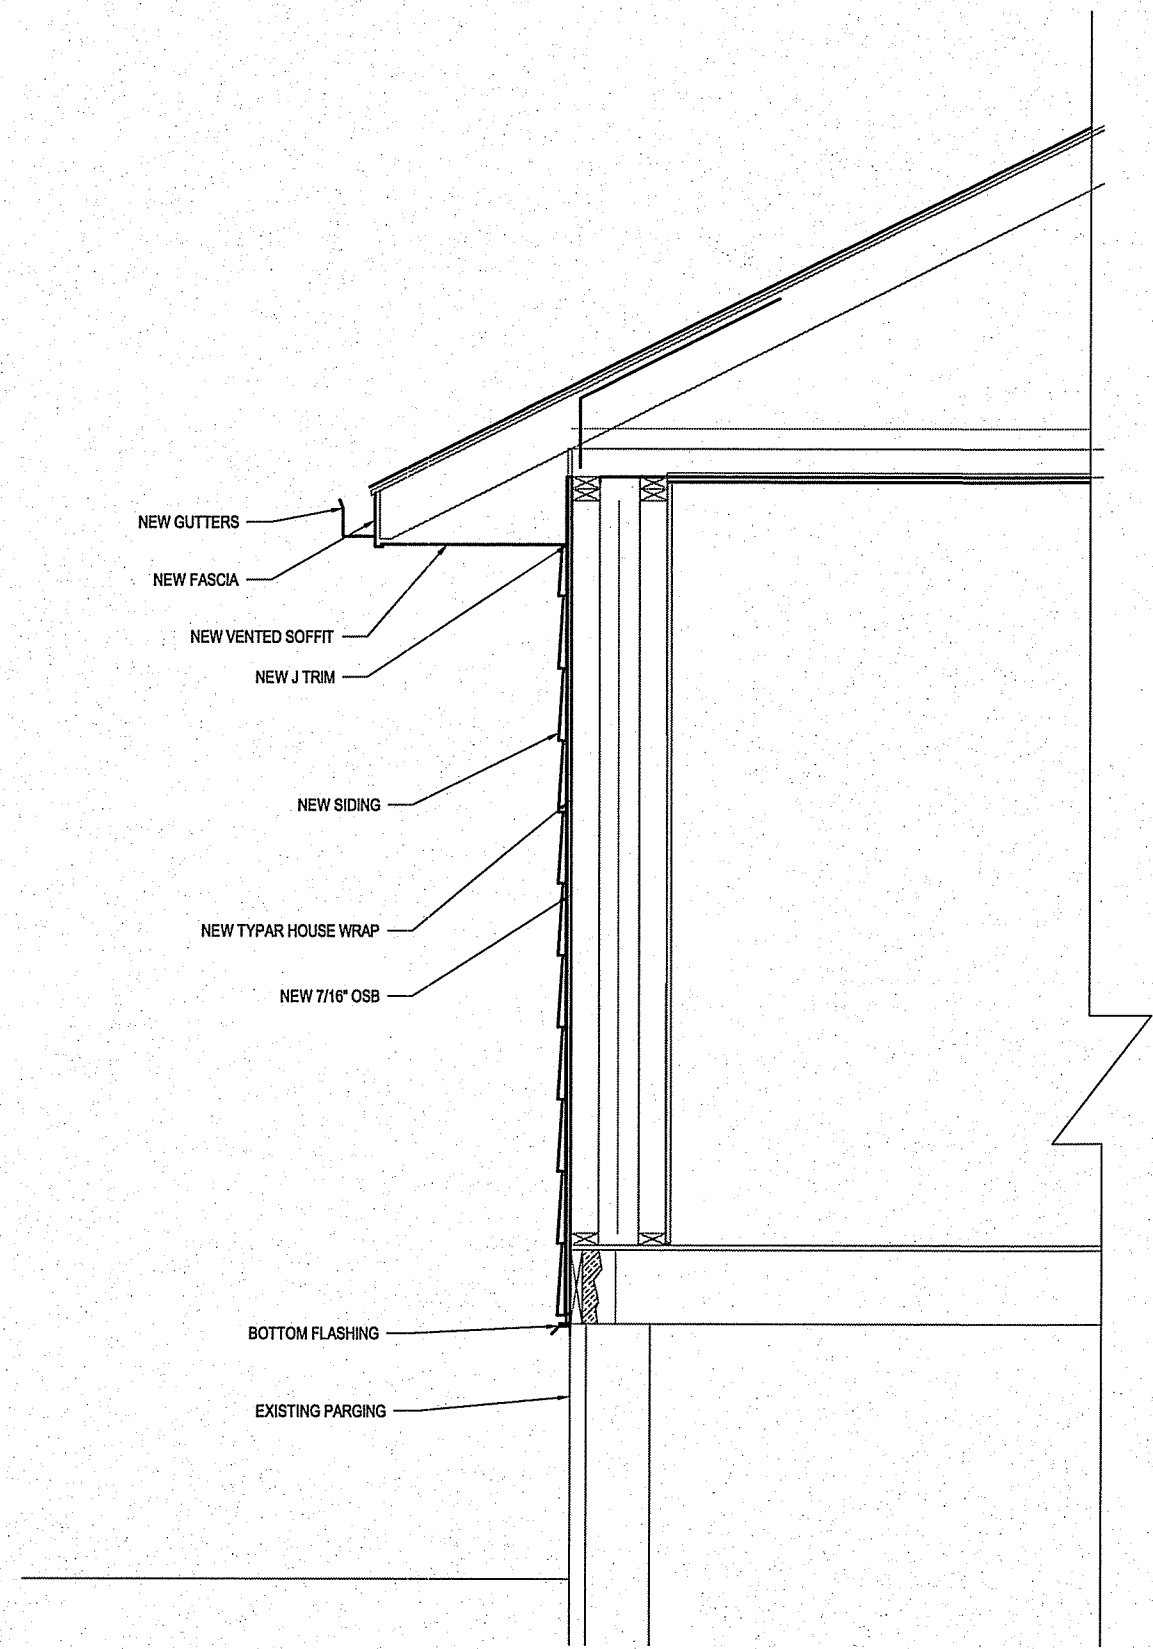 NEW GUTTERS
NEW FASCIA
NEW VENTED SOFFIT
NEW J TRIM
NEW SIDING
NEW TYPAR HOUSE WRAP
NEW 7/16" OSB
BOTTOM FLASHING
EXISTING PARGING